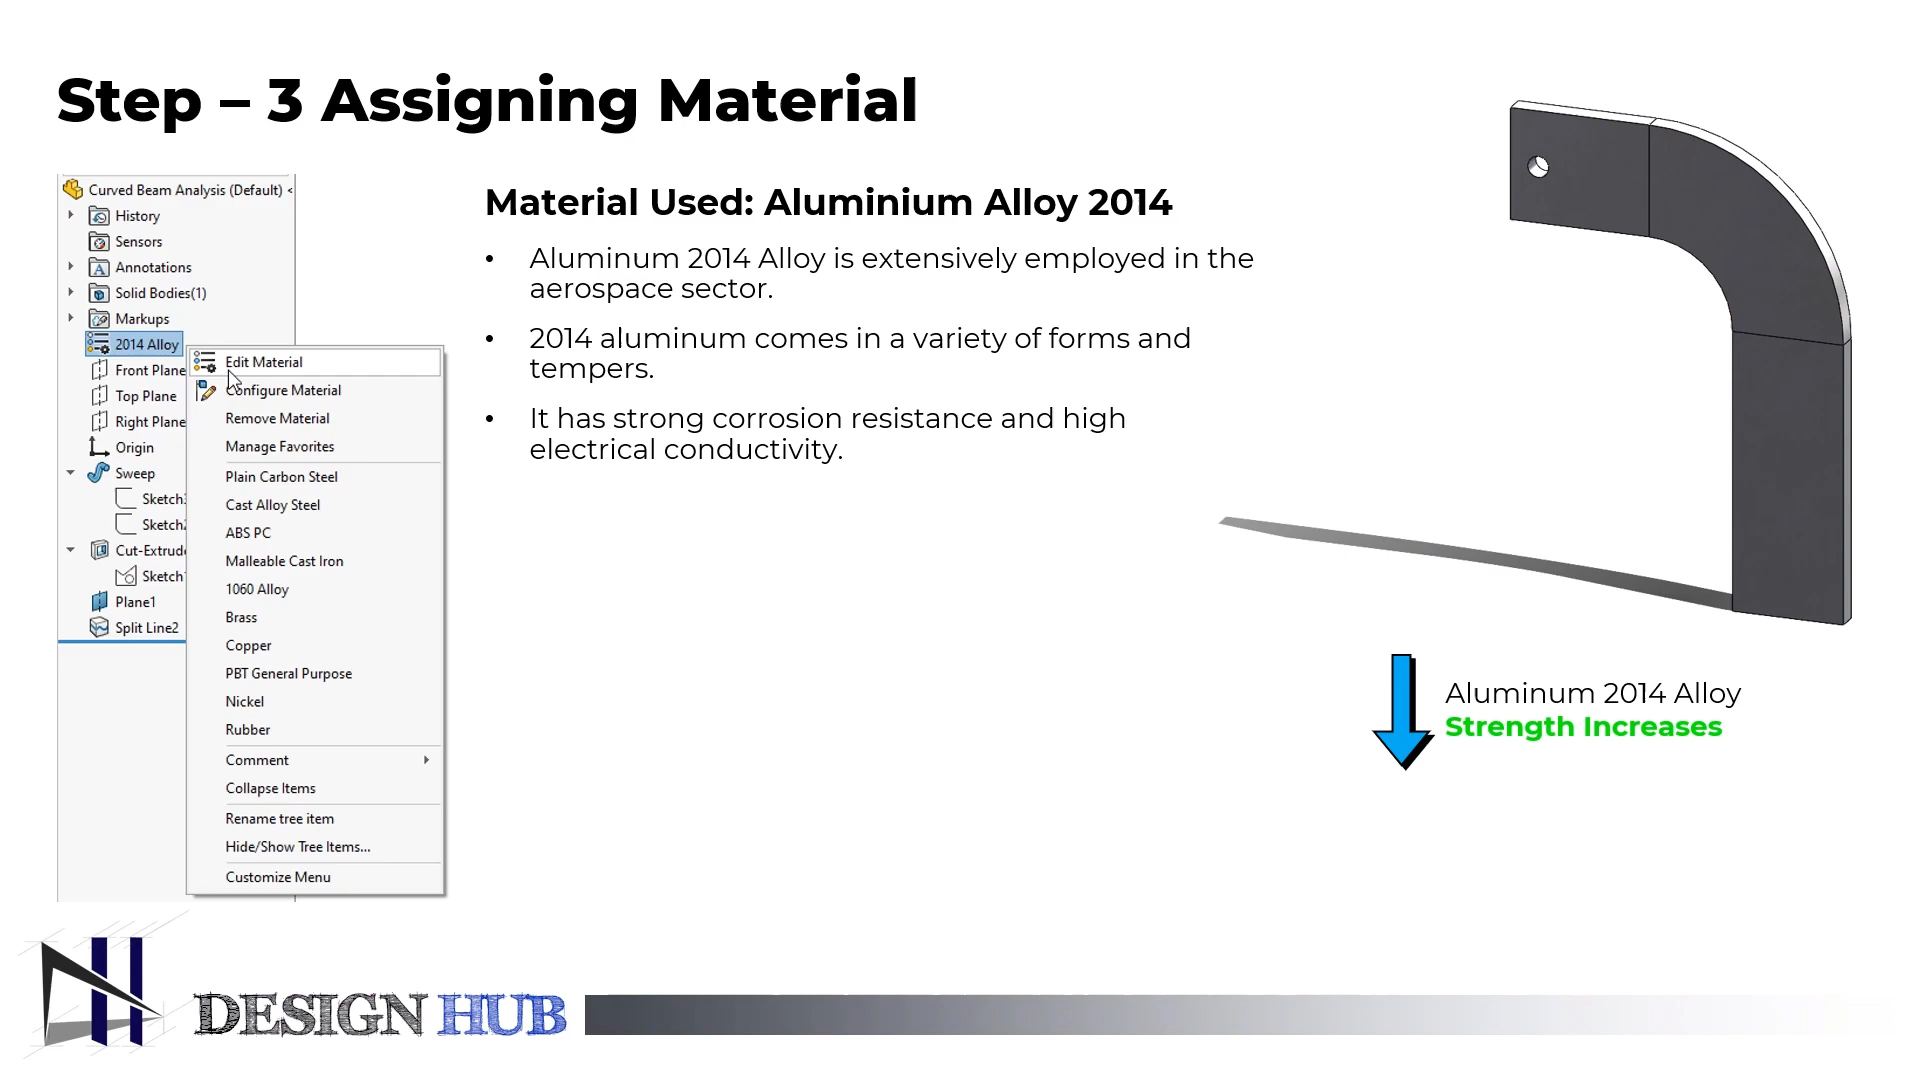 Step – 3 Assigning Material
Curved Beam Analysis (Default) <
History
Sensors
Annotations
Solid Bodies(1)
Markups
2014 Alloy
Front Plane
Top Plane
Right Plane
Origin
Sweep
Sketch
Sketch
Cut-Extrude
Sketch
Plane1
Split Line2
Edit Material
Configure Material
Remove Material
Manage Favorites
Plain Carbon Steel
Cast Alloy Steel
ABS PC
Malleable Cast Iron
1060 Alloy
Brass
Copper
PBT General Purpose
Nickel
Rubber
Comment
Collapse Items
Rename tree item
Hide/Show Tree Items...
Customize Menu
Material Used: Aluminium Alloy 2014
• Aluminum 2014 Alloy is extensively employed in the
aerospace sector.
• 2014 aluminum comes in a variety of forms and
tempers.
• It has strong corrosion resistance and high
electrical conductivity.
Aluminum 2014 Alloy
Strength Increases
DESIGN HUB